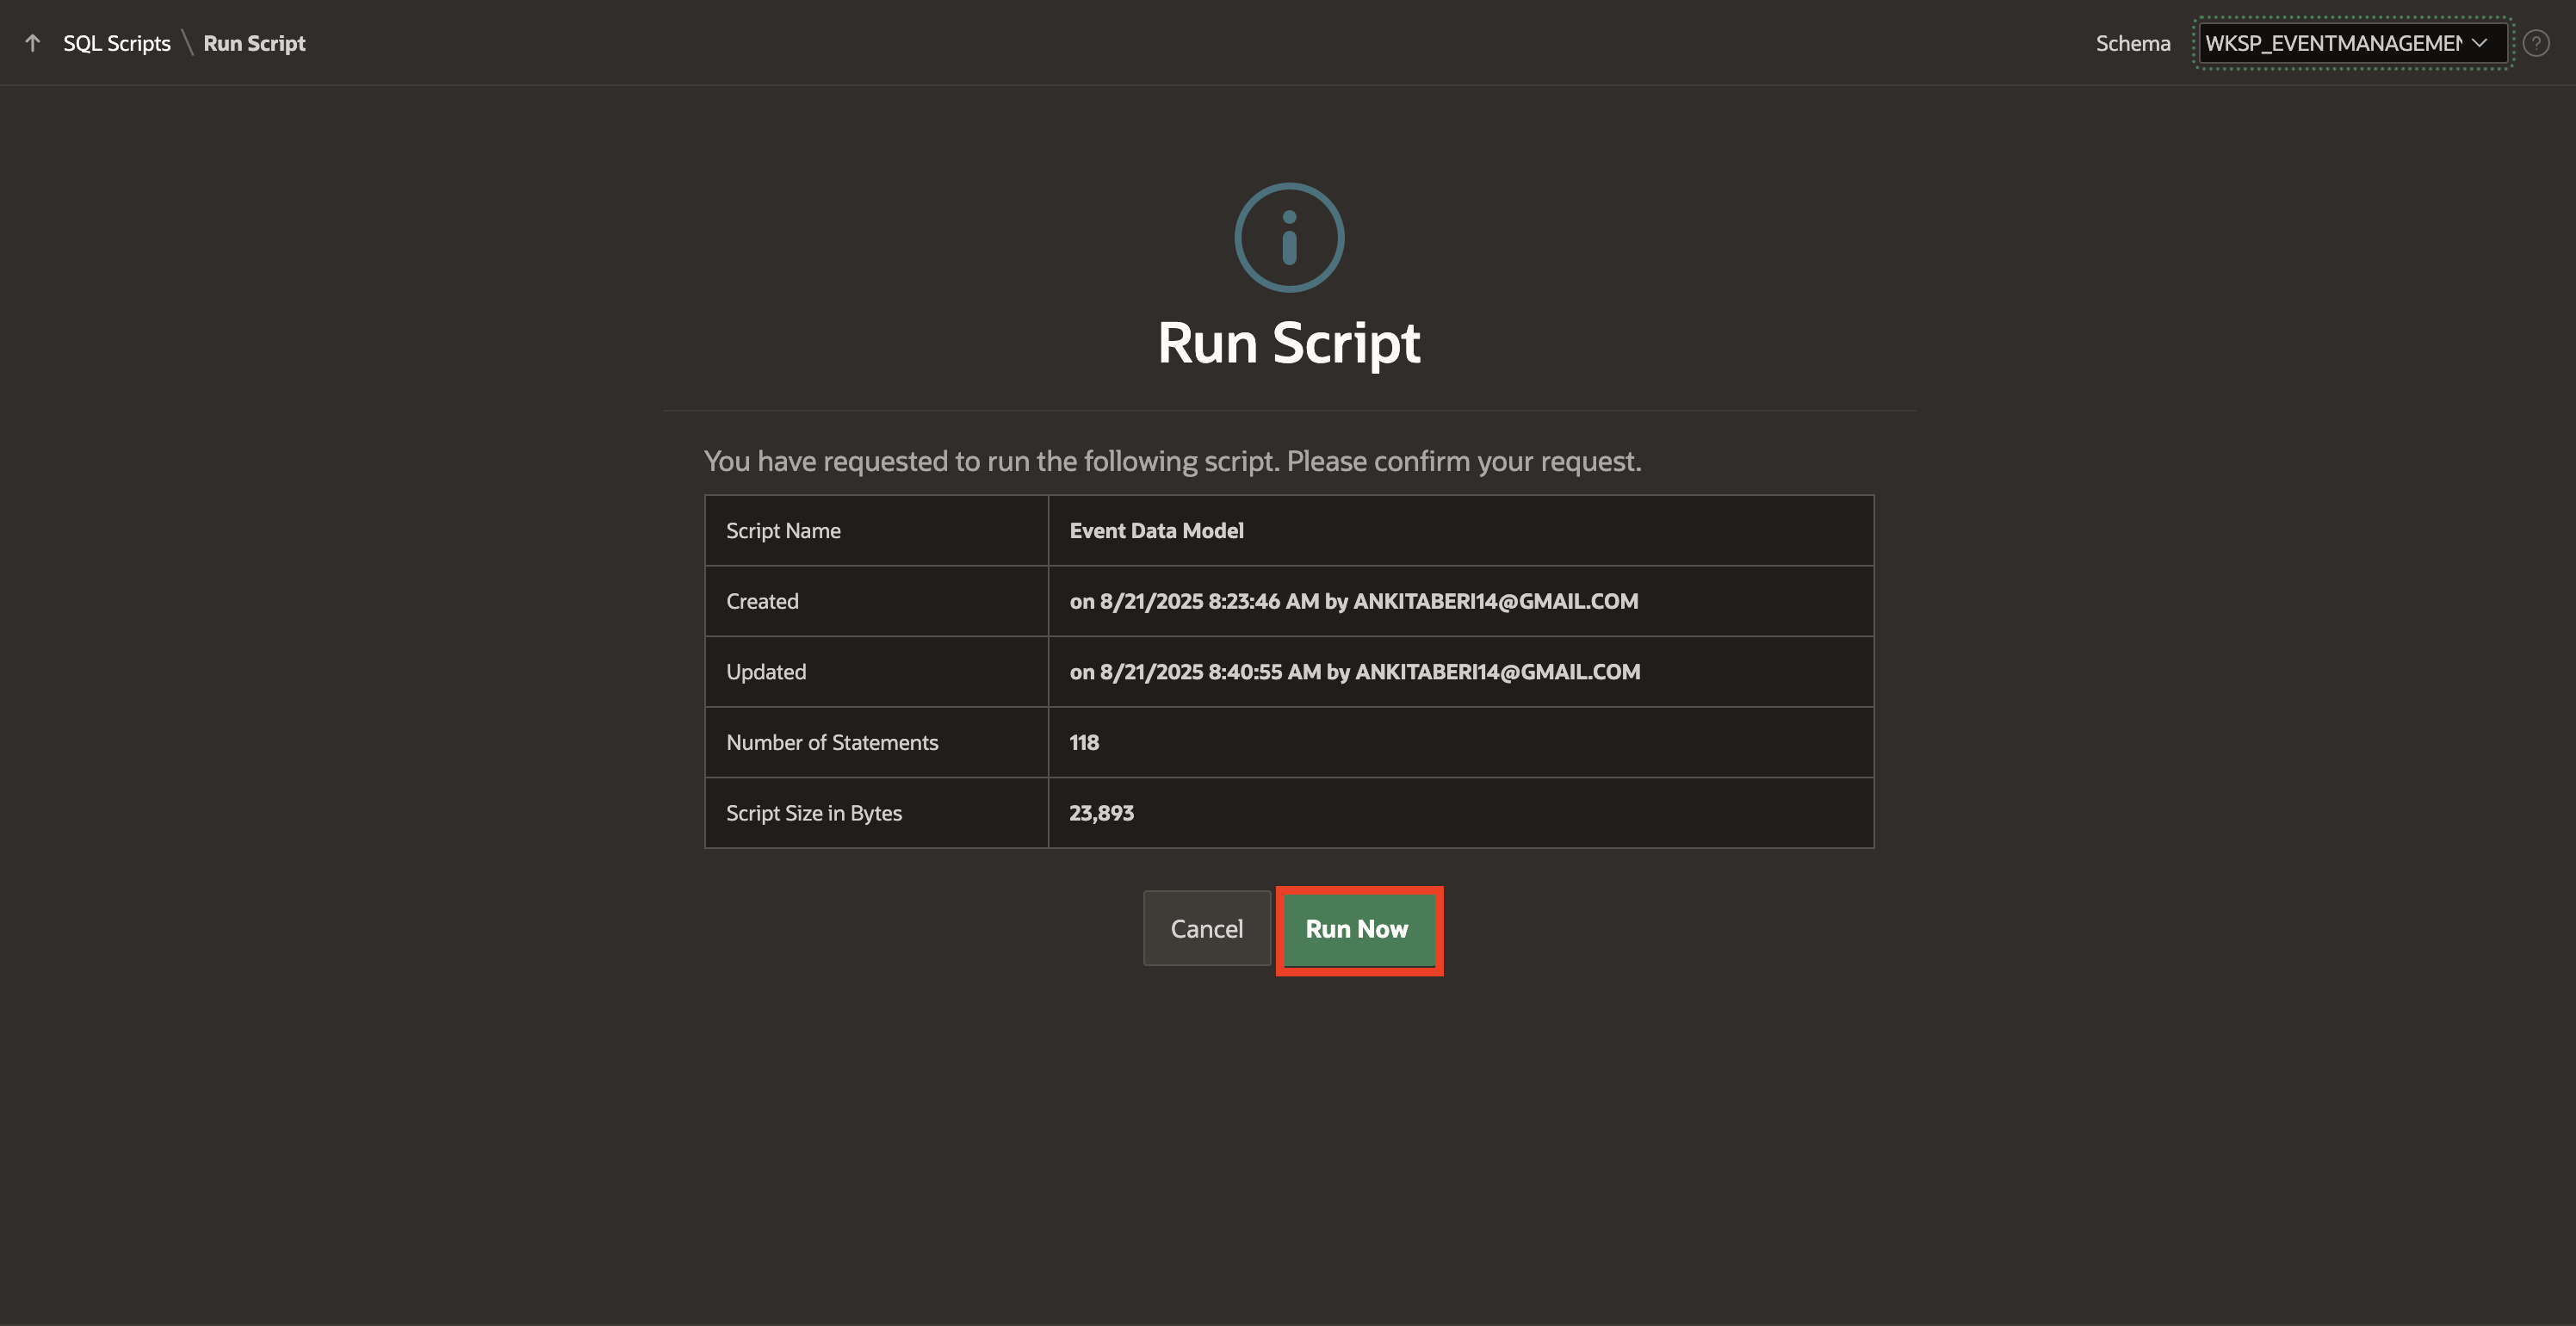 SQL Scripts \ Run Script
Schema WKSP_EVENTMANAGEMEN
Run Script
You have requested to run the following script. Please confirm your request.
Script Name Event Data Model
Created on 8/21/2025 8:23:46 AM by ANKITABERI14@GMAIL.COM
Updated on 8/21/2025 8:40:55 AM by ANKITABERI14@GMAIL.COM
Number of Statements 118
Script Size in Bytes 23,893
Cancel Run Now